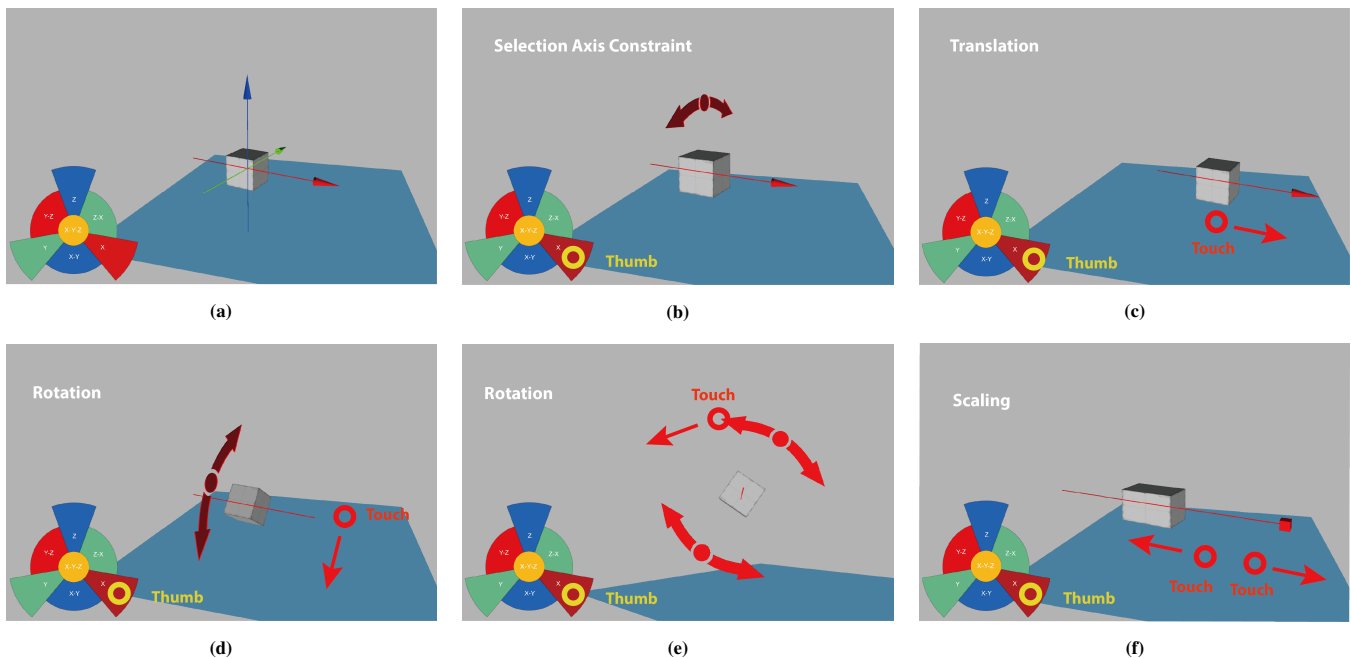 Z
Y-Z
Z-X
X-Y-Z
Y
X
X-Y
(a)
Selection Axis Constraint
Z
Y-Z
Z-X
X-Y-Z
Y
X
X-Y
Thumb
(b)
Translation
Z
Y-Z
Z-X
X-Y-Z
Y
X
X-Y
Touch
Thumb
(c)
Rotation
Touch
Z
Y-Z
Z-X
X-Y-Z
Y
X
X-Y
Thumb
(d)
Rotation
Touch
Z
Y-Z
Z-X
X-Y-Z
Y
X
X-Y
Thumb
(e)
Scaling
Z
Y-Z
Z-X
X-Y-Z
Y
X
X-Y
Touch
Touch
Thumb
(f)